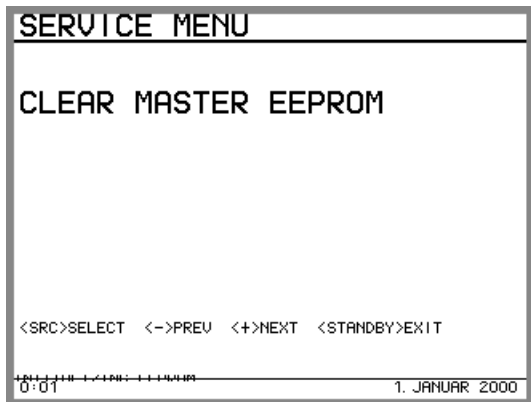 SERVICE MENU
CLEAR MASTER EEPROM
<SRC>SELECT <->PREV <+>NEXT <STANDBY>EXIT
0:01 1. JANUAR 2000